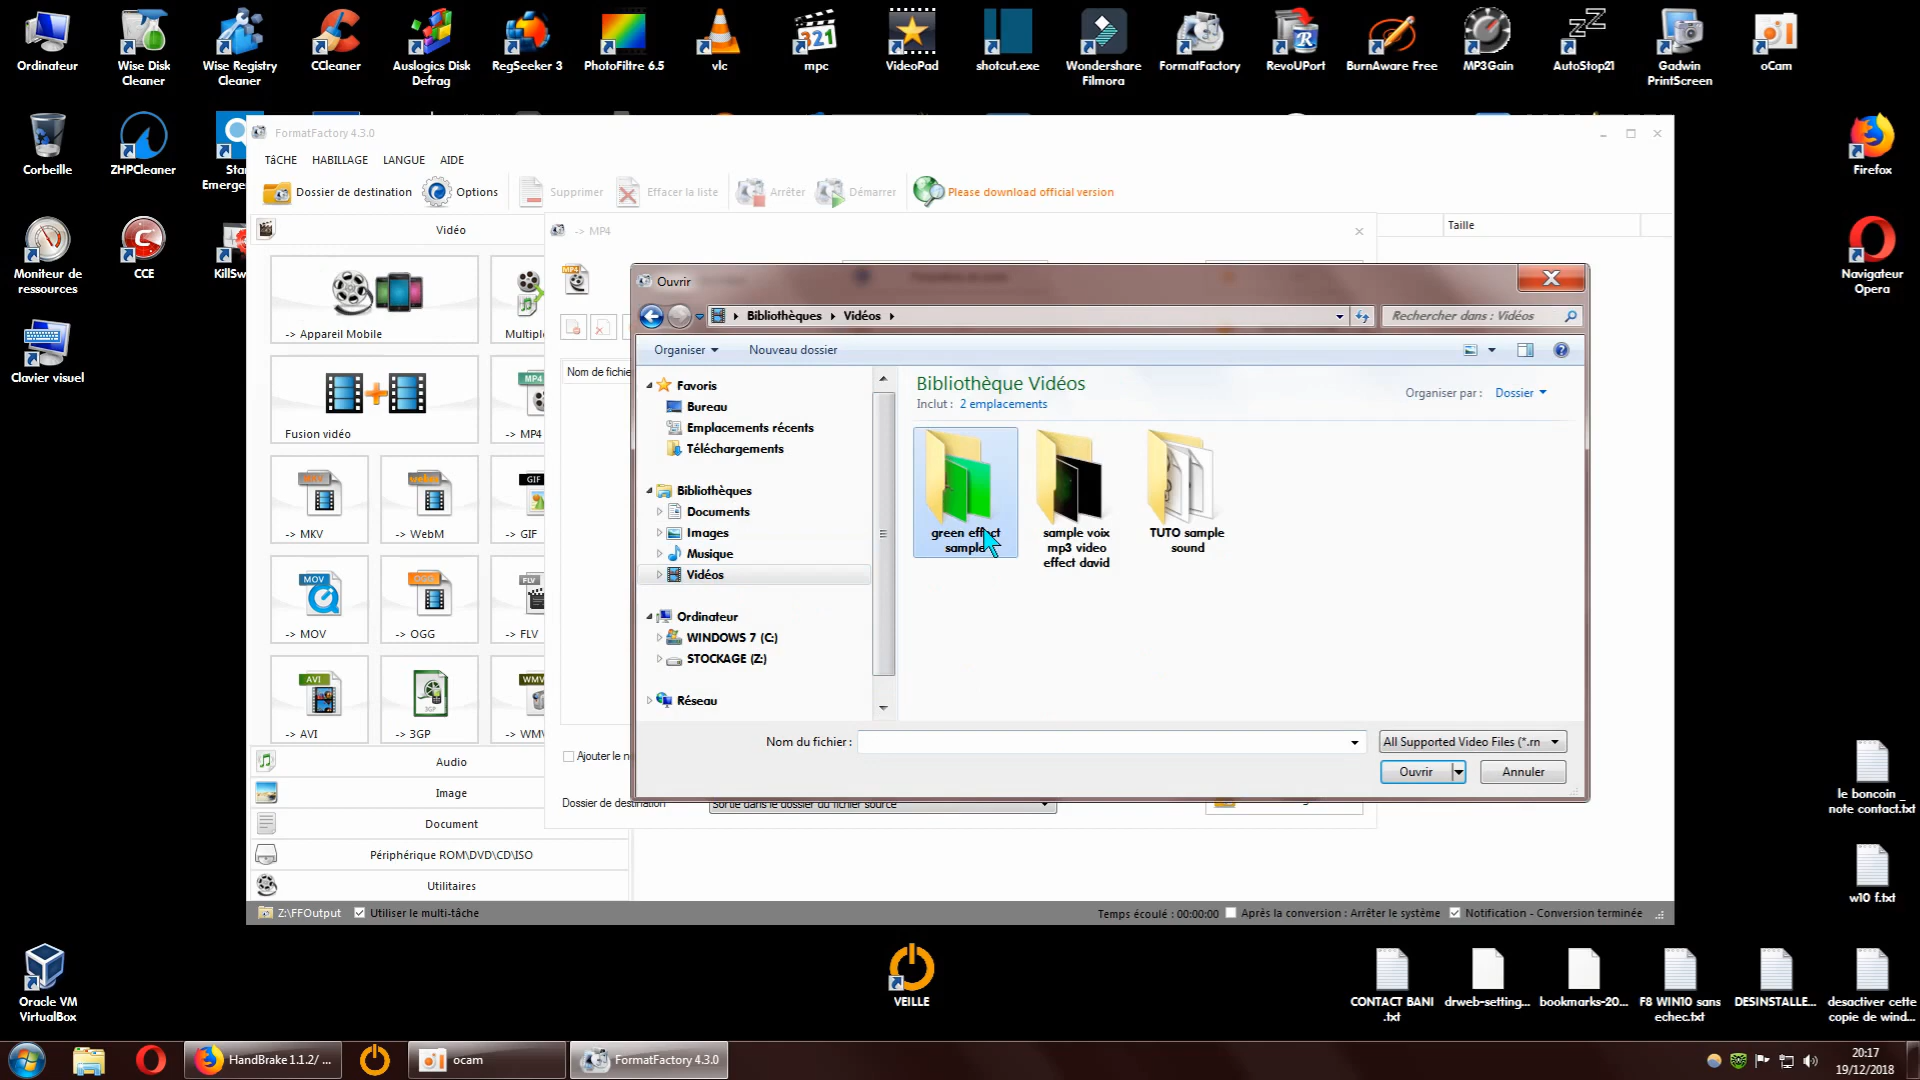 Ordinateur
Wise Disk
Cleaner
Wise Registry
Cleaner
CCleaner
Auslogics Disk
Defrag
RegSeeker 3
PhotoFiltre 6.5
vlc
mpc
VideoPad
shotcut.exe
Wondershare
Filmora
FormatFactory
RevoUPort
BurnAware Free
MP3Gain
AutoStop21
Gadwin
PrintScreen
oCam
Corbeille
ZHPCleaner
Emerger
Firefox
Moniteur de
ressources
CCE
KillSw
Navigateur
Opera
Clavier visuel
FormatFactory 4.3.0
TâCHE
HABILLAGE
LANGUE
AIDE
Dossier de destination
Options
Supprimer
Effacer la liste
Arrêter
Démarrer
Please download official version
Vidéo
-> MP4
Taille
-> Appareil Mobile
Multiple
Fusion vidéo
-> MP4
-> MKV
-> WebM
-> GIF
-> MOV
-> OGG
-> FLV
-> AVI
-> 3GP
-> WMV
Audio
Image
Document
Périphérique ROM\DVD\CD\ISO
Utilitaires
Nom de fichie
Ajouter le n
Dossier de destination
Sortie dans le dossier du fichier source
Ouvrir
Bibliothèques
Vidéos
Rechercher dans : Vidéos
Organiser
Nouveau dossier
Favoris
Bureau
Emplacements récents
Téléchargements
Bibliothèques
Documents
Images
Musique
Vidéos
Ordinateur
WINDOWS 7 (C:)
STOCKAGE (Z:)
Réseau
Bibliothèque Vidéos
Inclut : 2 emplacements
Organiser par : Dossier
green effect
sample
sample voix
mp3 video
effect david
TUTO sample
sound
Nom du fichier :
All Supported Video Files (*.rn
Ouvrir
Annuler
Z:\FFOutput
Utiliser le multi-tâche
Temps écoulé : 00:00:00
Après la conversion : Arrêter le système
Notification - Conversion terminée
le boncoin _
note contact.txt
w10 f.txt
Oracle VM
VirtualBox
VEILLE
CONTACT BANI
.txt
drweb-setting...
bookmarks-20...
F8 WIN10 sans
echec.txt
DESINSTALLE...
desactiver cette
copie de wind...
HandBrake 1.1.2/ ...
ocam
FormatFactory 4.3.0
20:17
19/12/2018